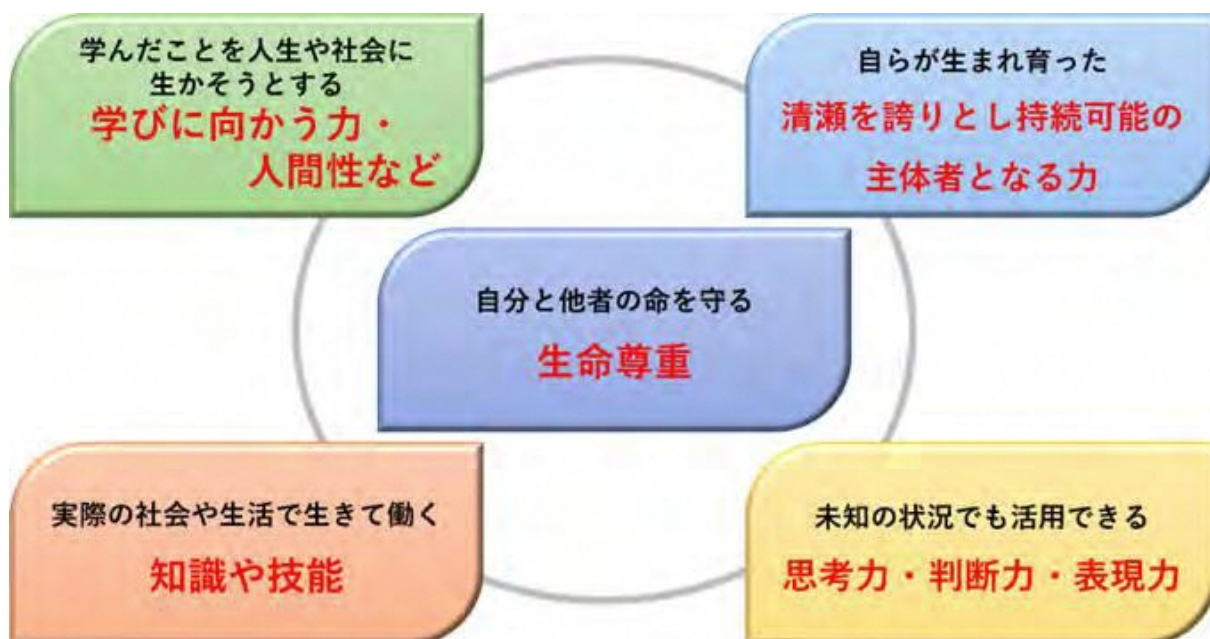 学んだことを人生や社会に
生かそうとする
学びに向かう力・
人間性など
自らが生まれ育った
清瀬を誇りとし持続可能の
主体者となる力
自分と他者の命を守る
生命尊重
実際の社会や生活で生きて働く
知識や技能
未知の状況でも活用できる
思考力・判断力・表現力